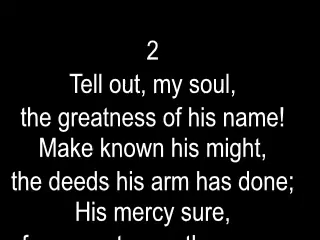 2
Tell out, my soul,
the greatness of his name!
Make known his might,
the deeds his arm has done;
His mercy sure,